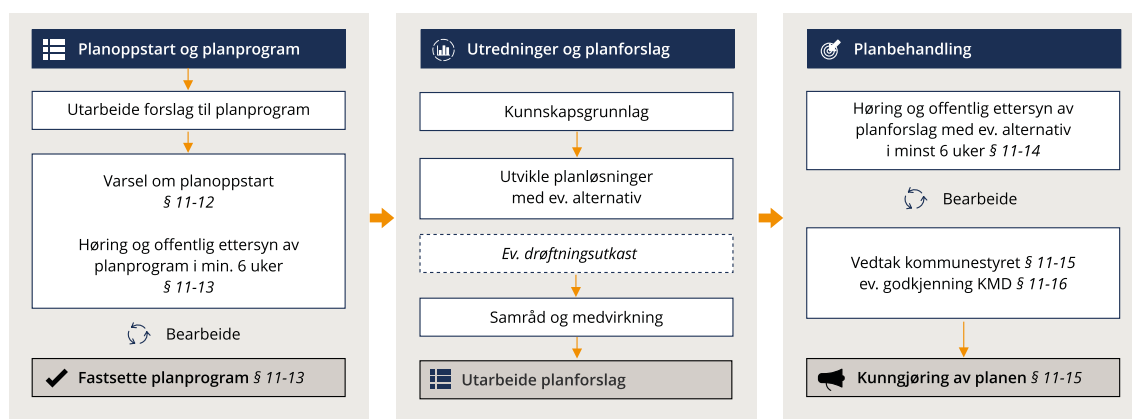 Planoppstart og planprogram
Utarbeide forslag til planprogram
Varsel om planoppstart
§ 11-12
Høring og offentlig ettersyn av
planprogram i min. 6 uker
§ 11-13
Bearbeide
Fastsette planprogram § 11-13
Utredninger og planforslag
Kunnskapsgrunnlag
Utvikle planløsninger
med ev. alternativ
Ev. drøftningsutkast
Samråd og medvirkning
Utarbeide planforslag
Planbehandling
Høring og offentlig ettersyn av
planforslag med ev. alternativ
i minst 6 uker § 11-14
Bearbeide
Vedtak kommunestyret § 11-15
ev. godkjenning KMD § 11-16
Kunngjøring av planen § 11-15